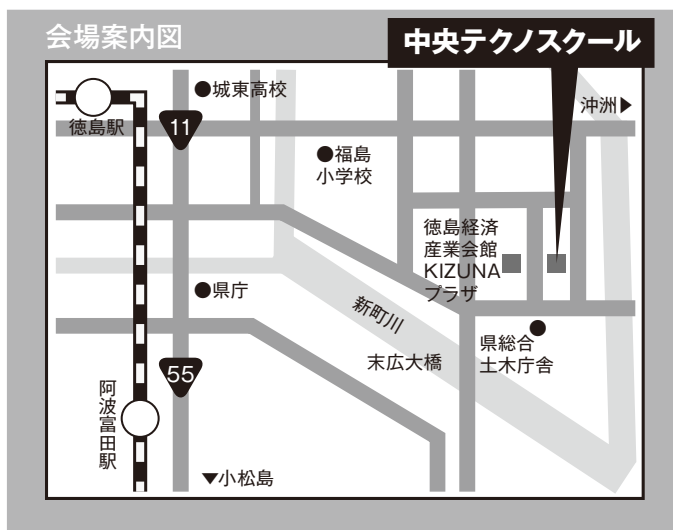 会場案内図
中央テクノスクール
●城東高校
沖洲▶
徳島駅
11
●福島
小学校
徳島経済
産業会館
KIZUNA
プラザ
●県庁
新町川
県総合
土木庁舎
末広大橋
55
阿波富田駅
▼小松島